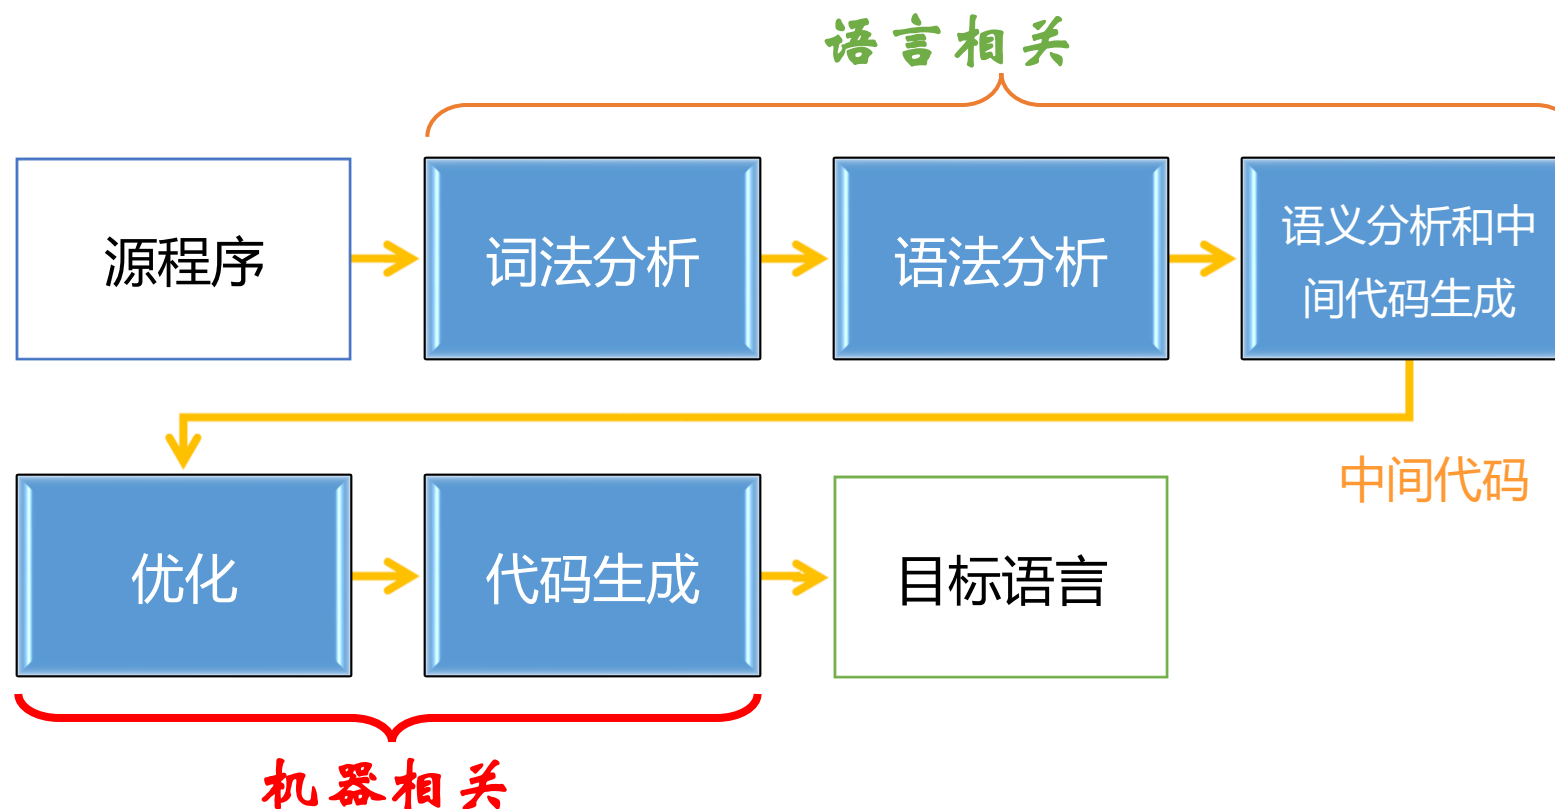 语言相关
源程序
词法分析
语法分析
语义分析和中
间代码生成
中间代码
优化
代码生成
目标语言
机器相关